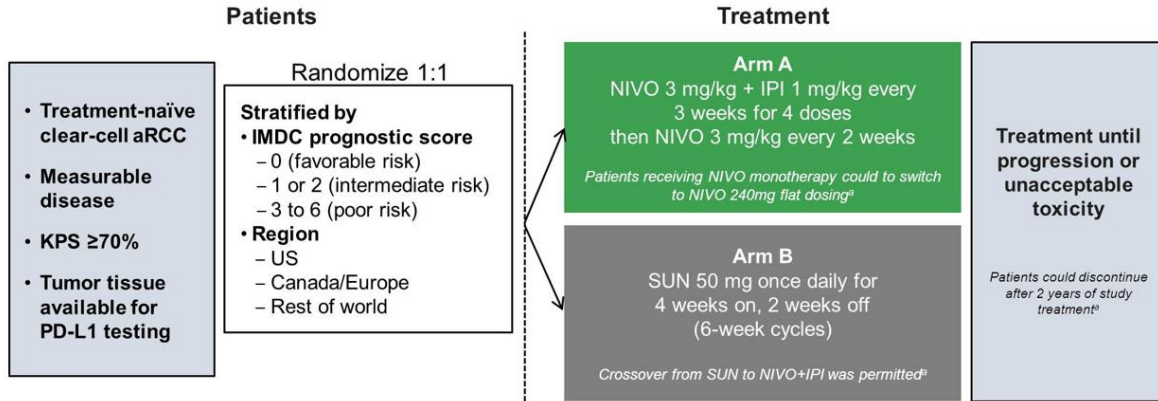 Patients
Treatment
• Treatment-naïve
clear-cell aRCC
• Measurable
disease
• KPS ≥70%
• Tumor tissue
available for
PD-L1 testing
Randomize 1:1
Stratified by
• IMDC prognostic score
– 0 (favorable risk)
– 1 or 2 (intermediate risk)
– 3 to 6 (poor risk)
• Region
– US
– Canada/Europe
– Rest of world
Arm A
NIVO 3 mg/kg + IPI 1 mg/kg every
3 weeks for 4 doses
then NIVO 3 mg/kg every 2 weeks
Patients receiving NIVO monotherapy could to switch
to NIVO 240mg flat dosingᵃ
Arm B
SUN 50 mg once daily for
4 weeks on, 2 weeks off
(6-week cycles)
Crossover from SUN to NIVO+IPI was permittedᵃ
Treatment until
progression or
unacceptable
toxicity
Patients could discontinue
after 2 years of study
treatmentᵃ